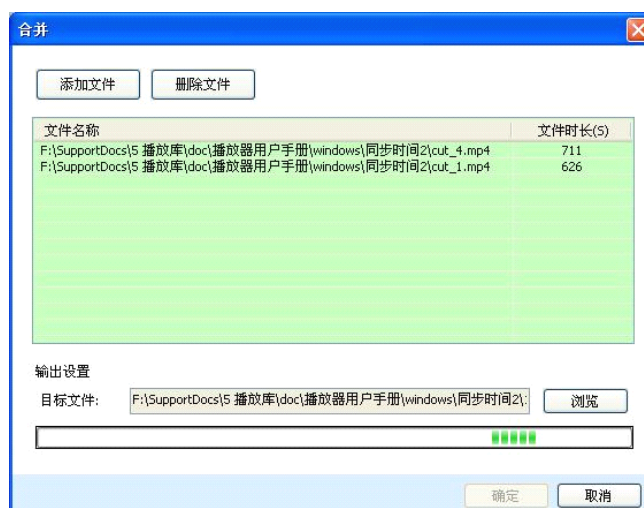 合并
添加文件 删除文件
文件名称 文件时长(S)
F:\SupportDocs\5 播放库\doc\播放器用户手册\windows\同步时间2\cut_4.mp4 711
F:\SupportDocs\5 播放库\doc\播放器用户手册\windows\同步时间2\cut_1.mp4 626
输出设置
目标文件: F:\SupportDocs\5 播放库\doc\播放器用户手册\windows\同步时间2\ 浏览
确定 取消